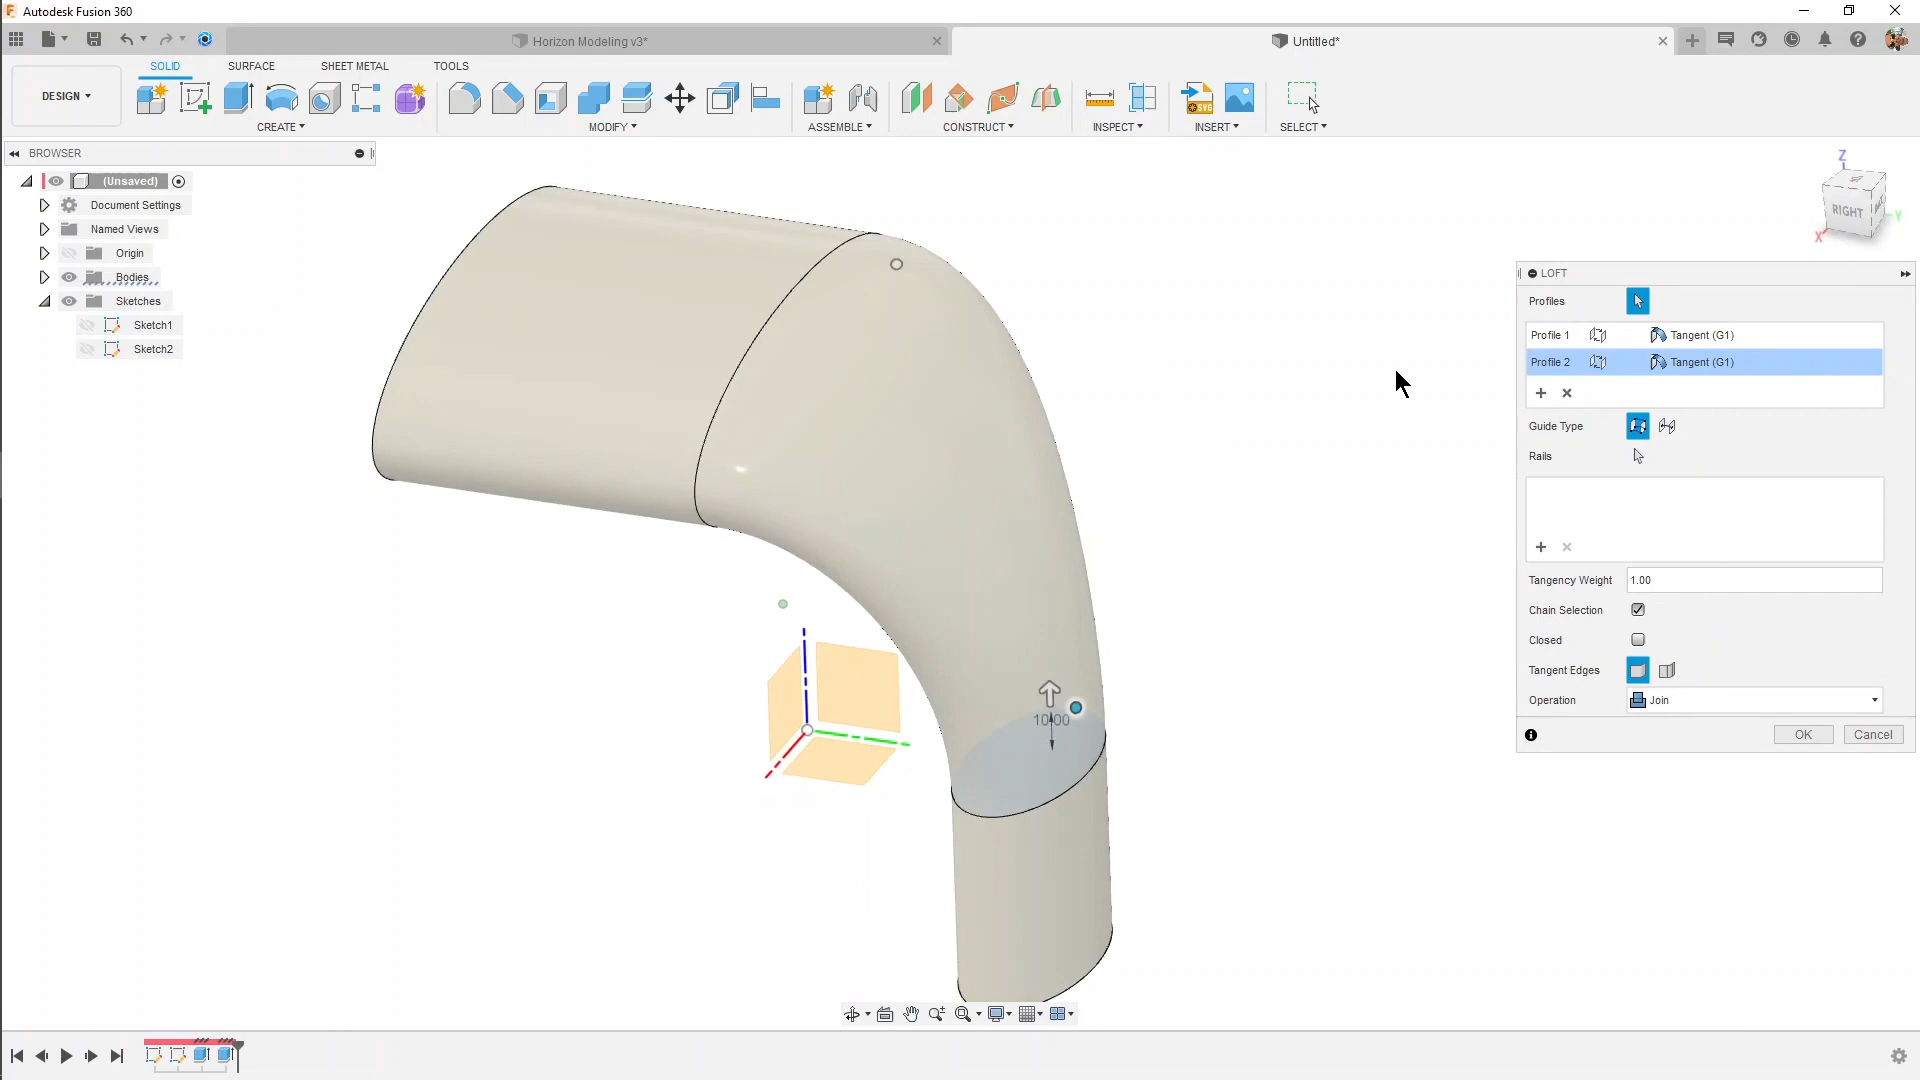 Autodesk Fusion 360
Horizon Modeling v3*
Untitled*
DESIGN
SOLID
SURFACE
SHEET METAL
TOOLS
CREATE
MODIFY
ASSEMBLE
CONSTRUCT
INSPECT
INSERT
SELECT
BROWSER
(Unsaved)
Document Settings
Named Views
Origin
Bodies
Sketches
Sketch1
Sketch2
Z
RIGHT
Y
X
LOFT
Profiles
Profile 1 Tangent (G1)
Profile 2 Tangent (G1)
Guide Type
Rails
Tangency Weight 1.00
Chain Selection
Closed
Tangent Edges
Operation Join
OK Cancel
10.00